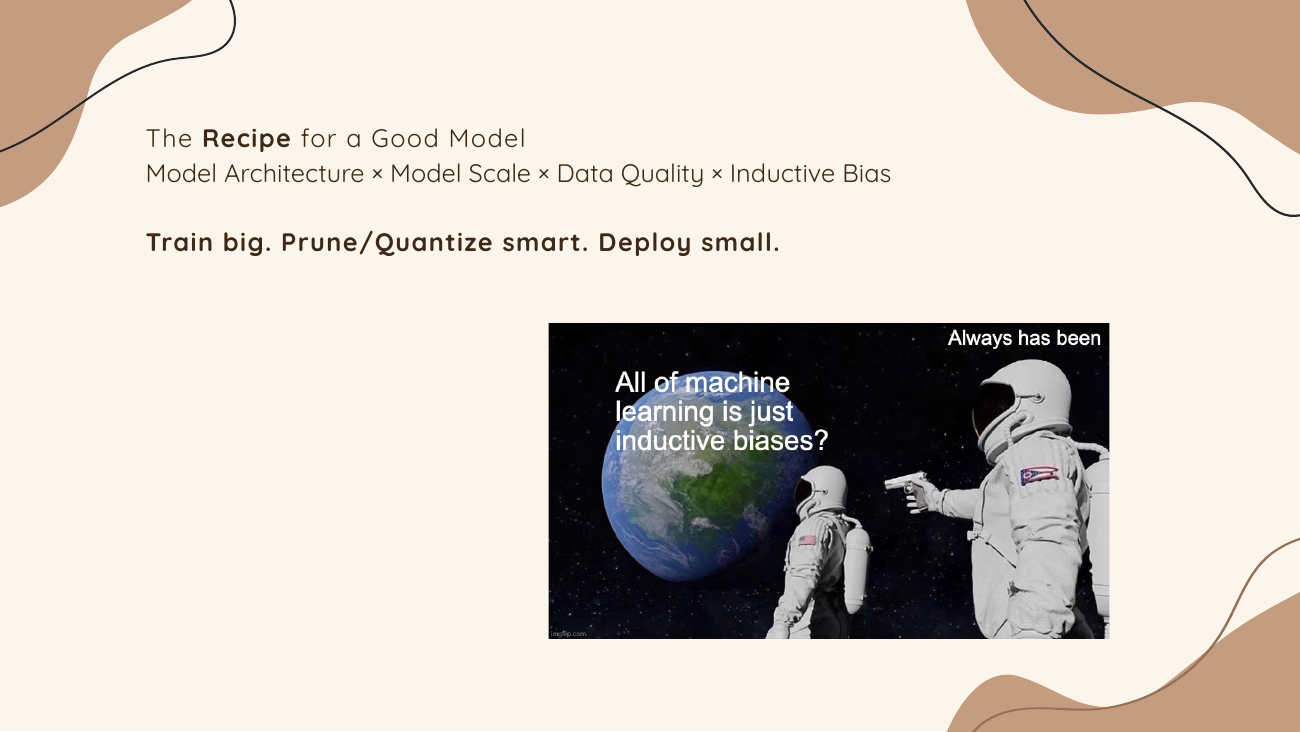 The Recipe for a Good Model
Model Architecture × Model Scale × Data Quality × Inductive Bias
Train big. Prune/Quantize smart. Deploy small.
Always has been
All of machine
learning is just
inductive biases?
imgflip.com